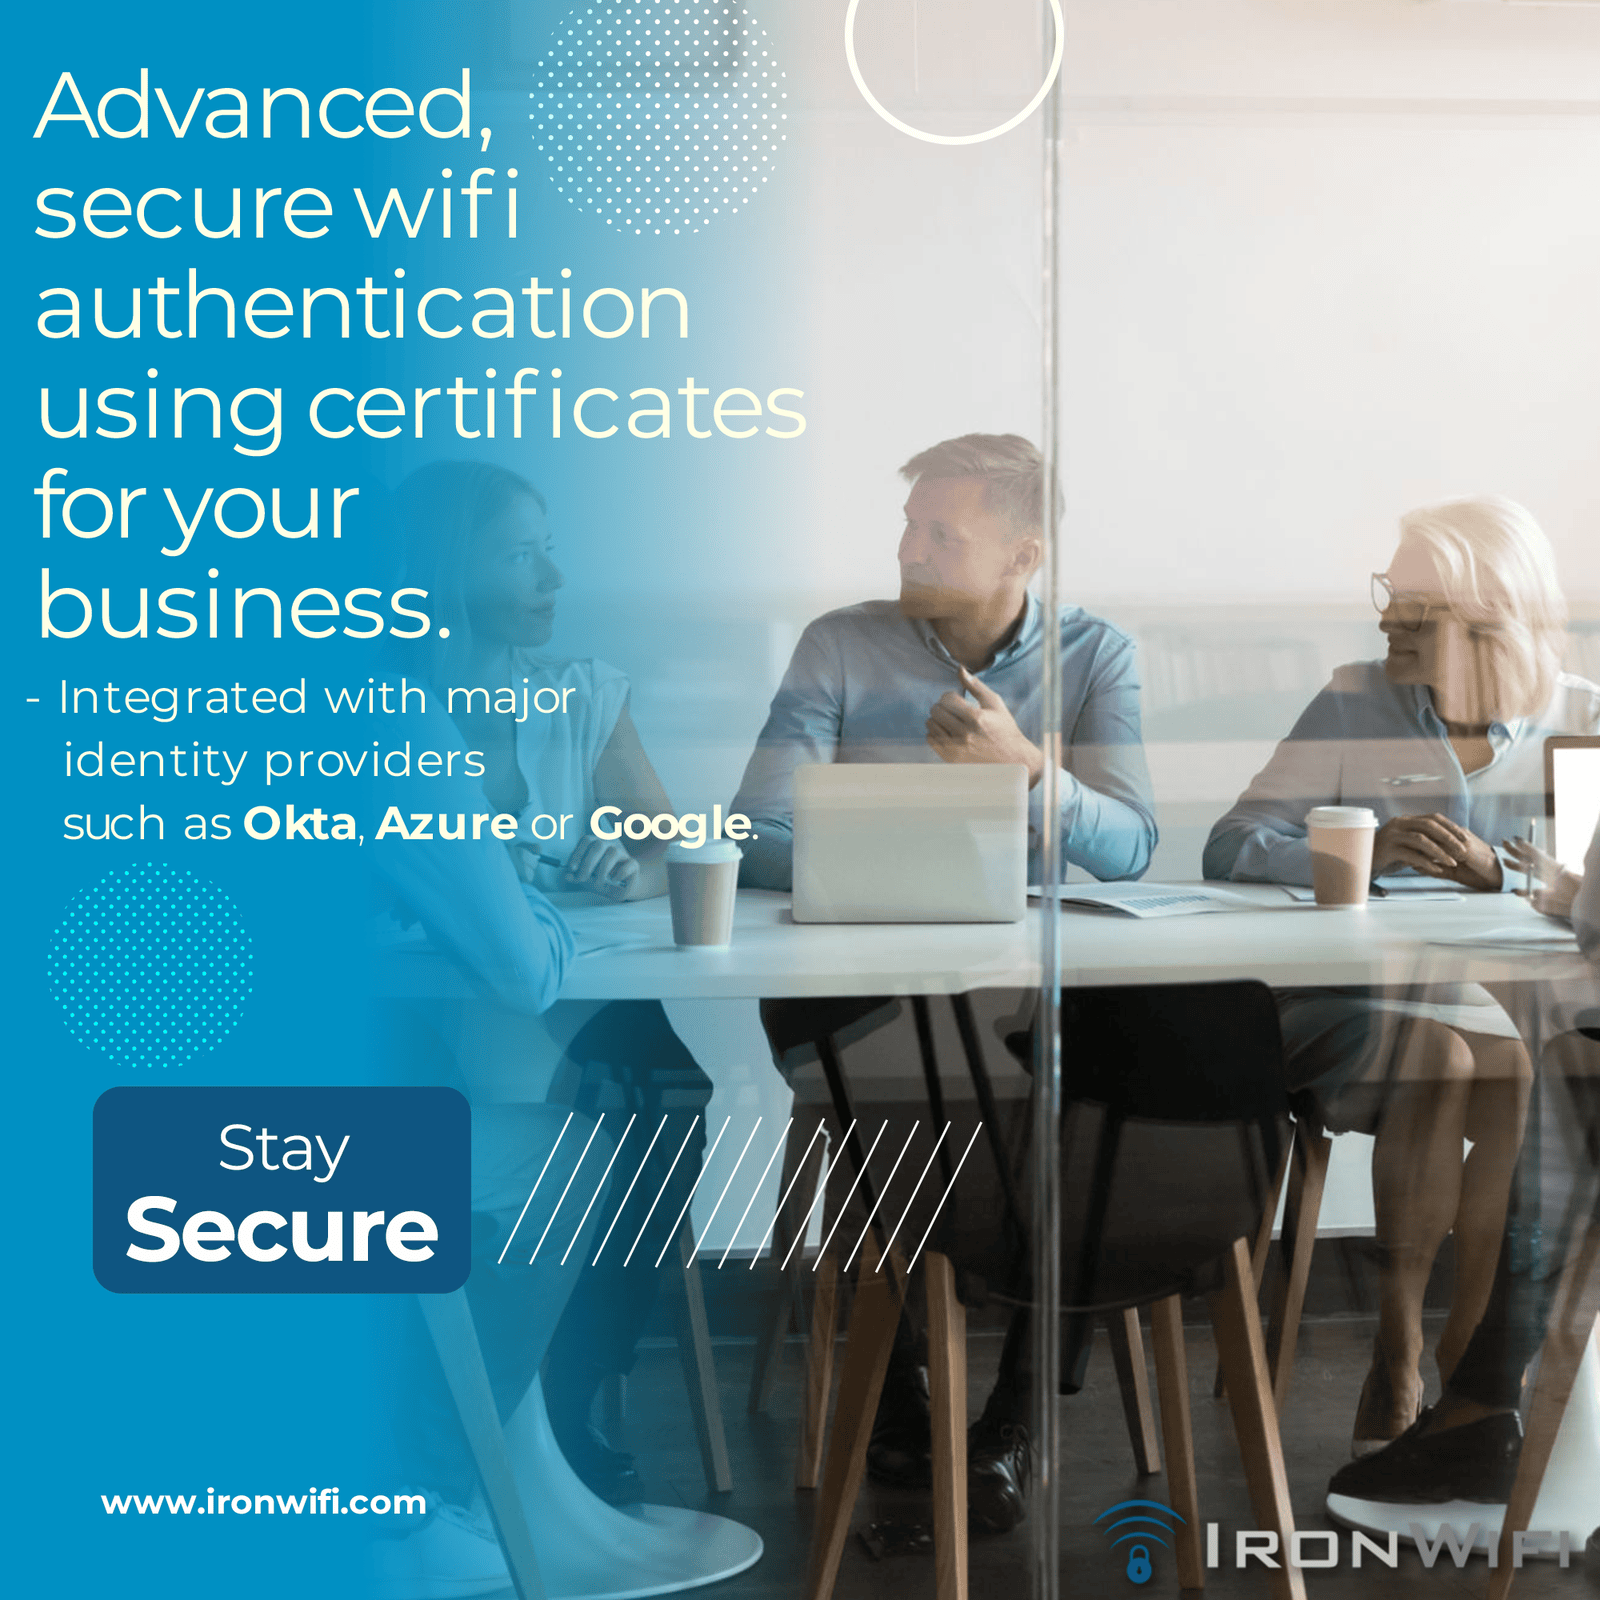 Advanced,
secure wifi
authentication
using certificates
for your
business.
- Integrated with major
identity providers
such as Okta, Azure or Google.
Stay
Secure
www.ironwifi.com
IRONWIFI